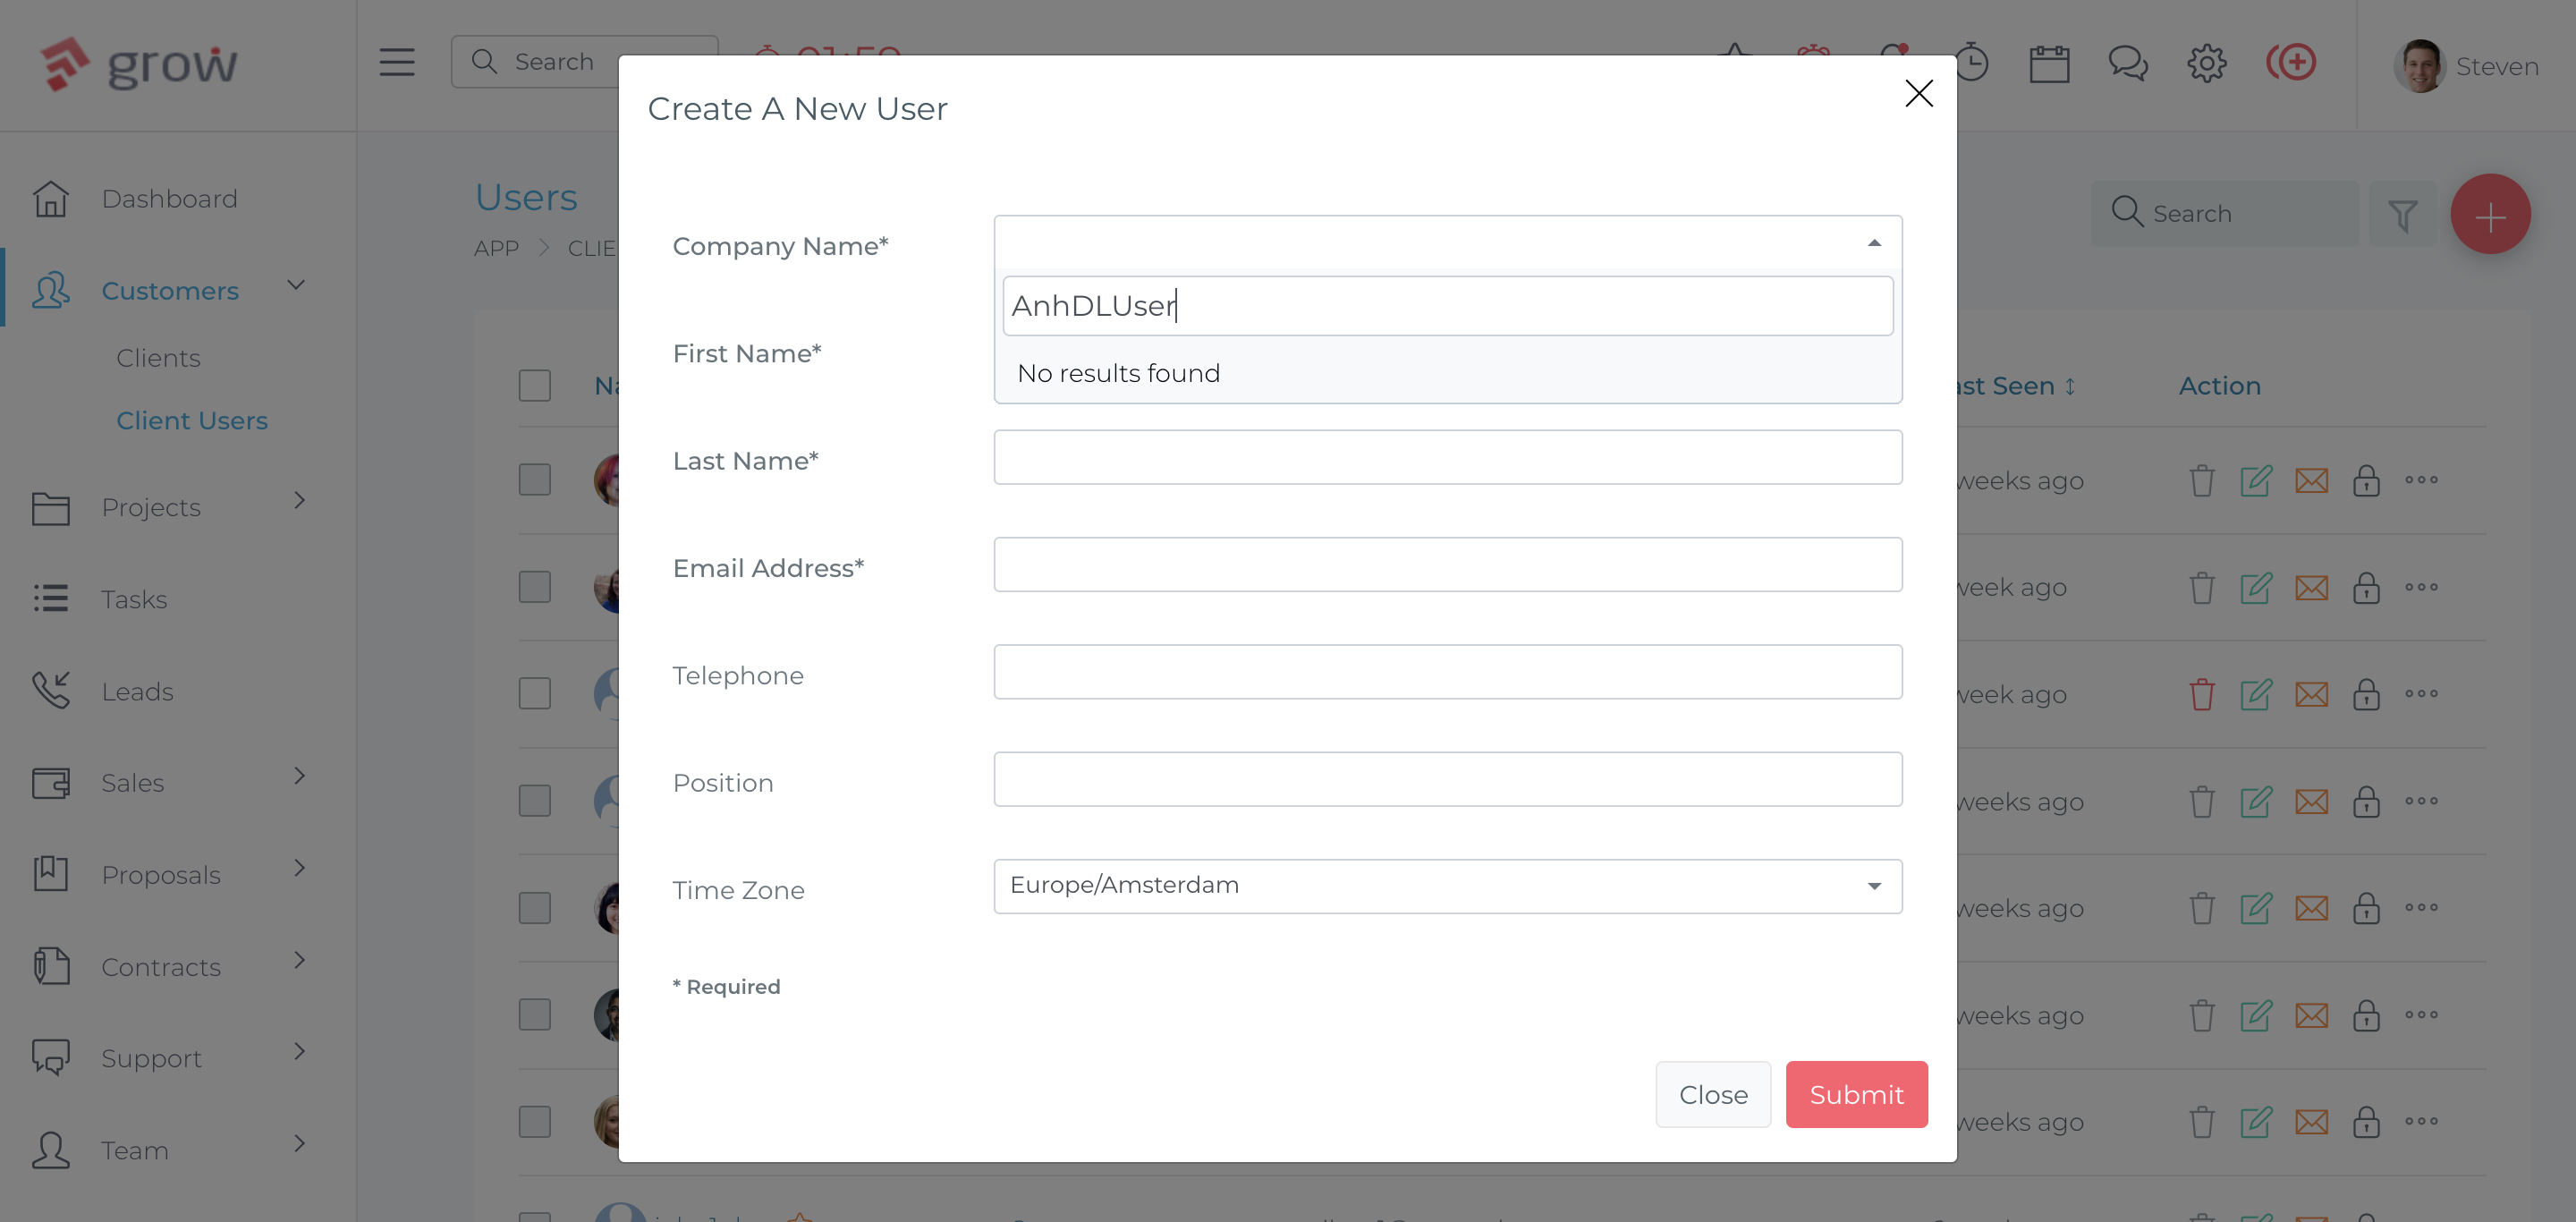 grow
Search
Steven
Create A New User
Dashboard
Users
Search
Company Name*
APP
Customers
AnhDLUser
Clients
First Name*
No results found
Seen
Action
Client Users
Last Name*
weeks ago
Projects
Email Address*
week ago
Tasks
Telephone
week ago
Leads
Position
weeks ago
Sales
Time Zone
Europe/Amsterdam
weeks ago
Proposals
* Required
weeks ago
Contracts
Close
Submit
weeks ago
Support
Team